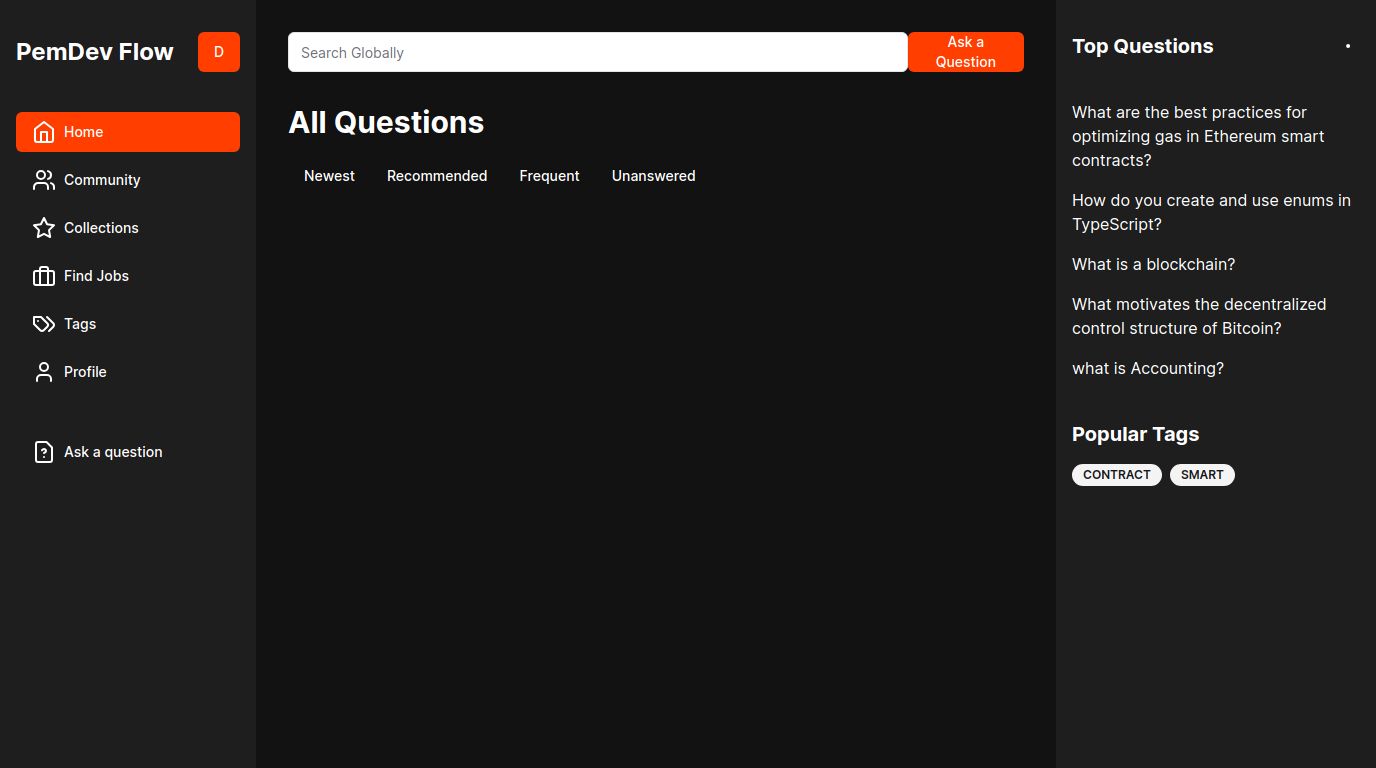 PemDev Flow
D
Home
Community
Collections
Find Jobs
Tags
Profile
Ask a question
Search Globally
Ask a
Question
All Questions
Newest
Recommended
Frequent
Unanswered
Top Questions
What are the best practices for
optimizing gas in Ethereum smart
contracts?
How do you create and use enums in
TypeScript?
What is a blockchain?
What motivates the decentralized
control structure of Bitcoin?
what is Accounting?
Popular Tags
CONTRACT
SMART